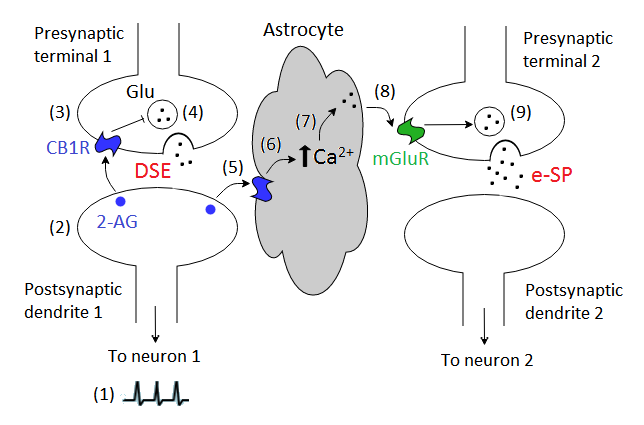 Presynaptic
terminal 1
Astrocyte
Presynaptic
terminal 2
Glu
(3)
(4)
CB1R
DSE
(5)
(6)
(7)
Ca²⁺
(8)
mGluR
(9)
e-SP
(2)
2-AG
Postsynaptic
dendrite 1
Postsynaptic
dendrite 2
To neuron 1
To neuron 2
(1)